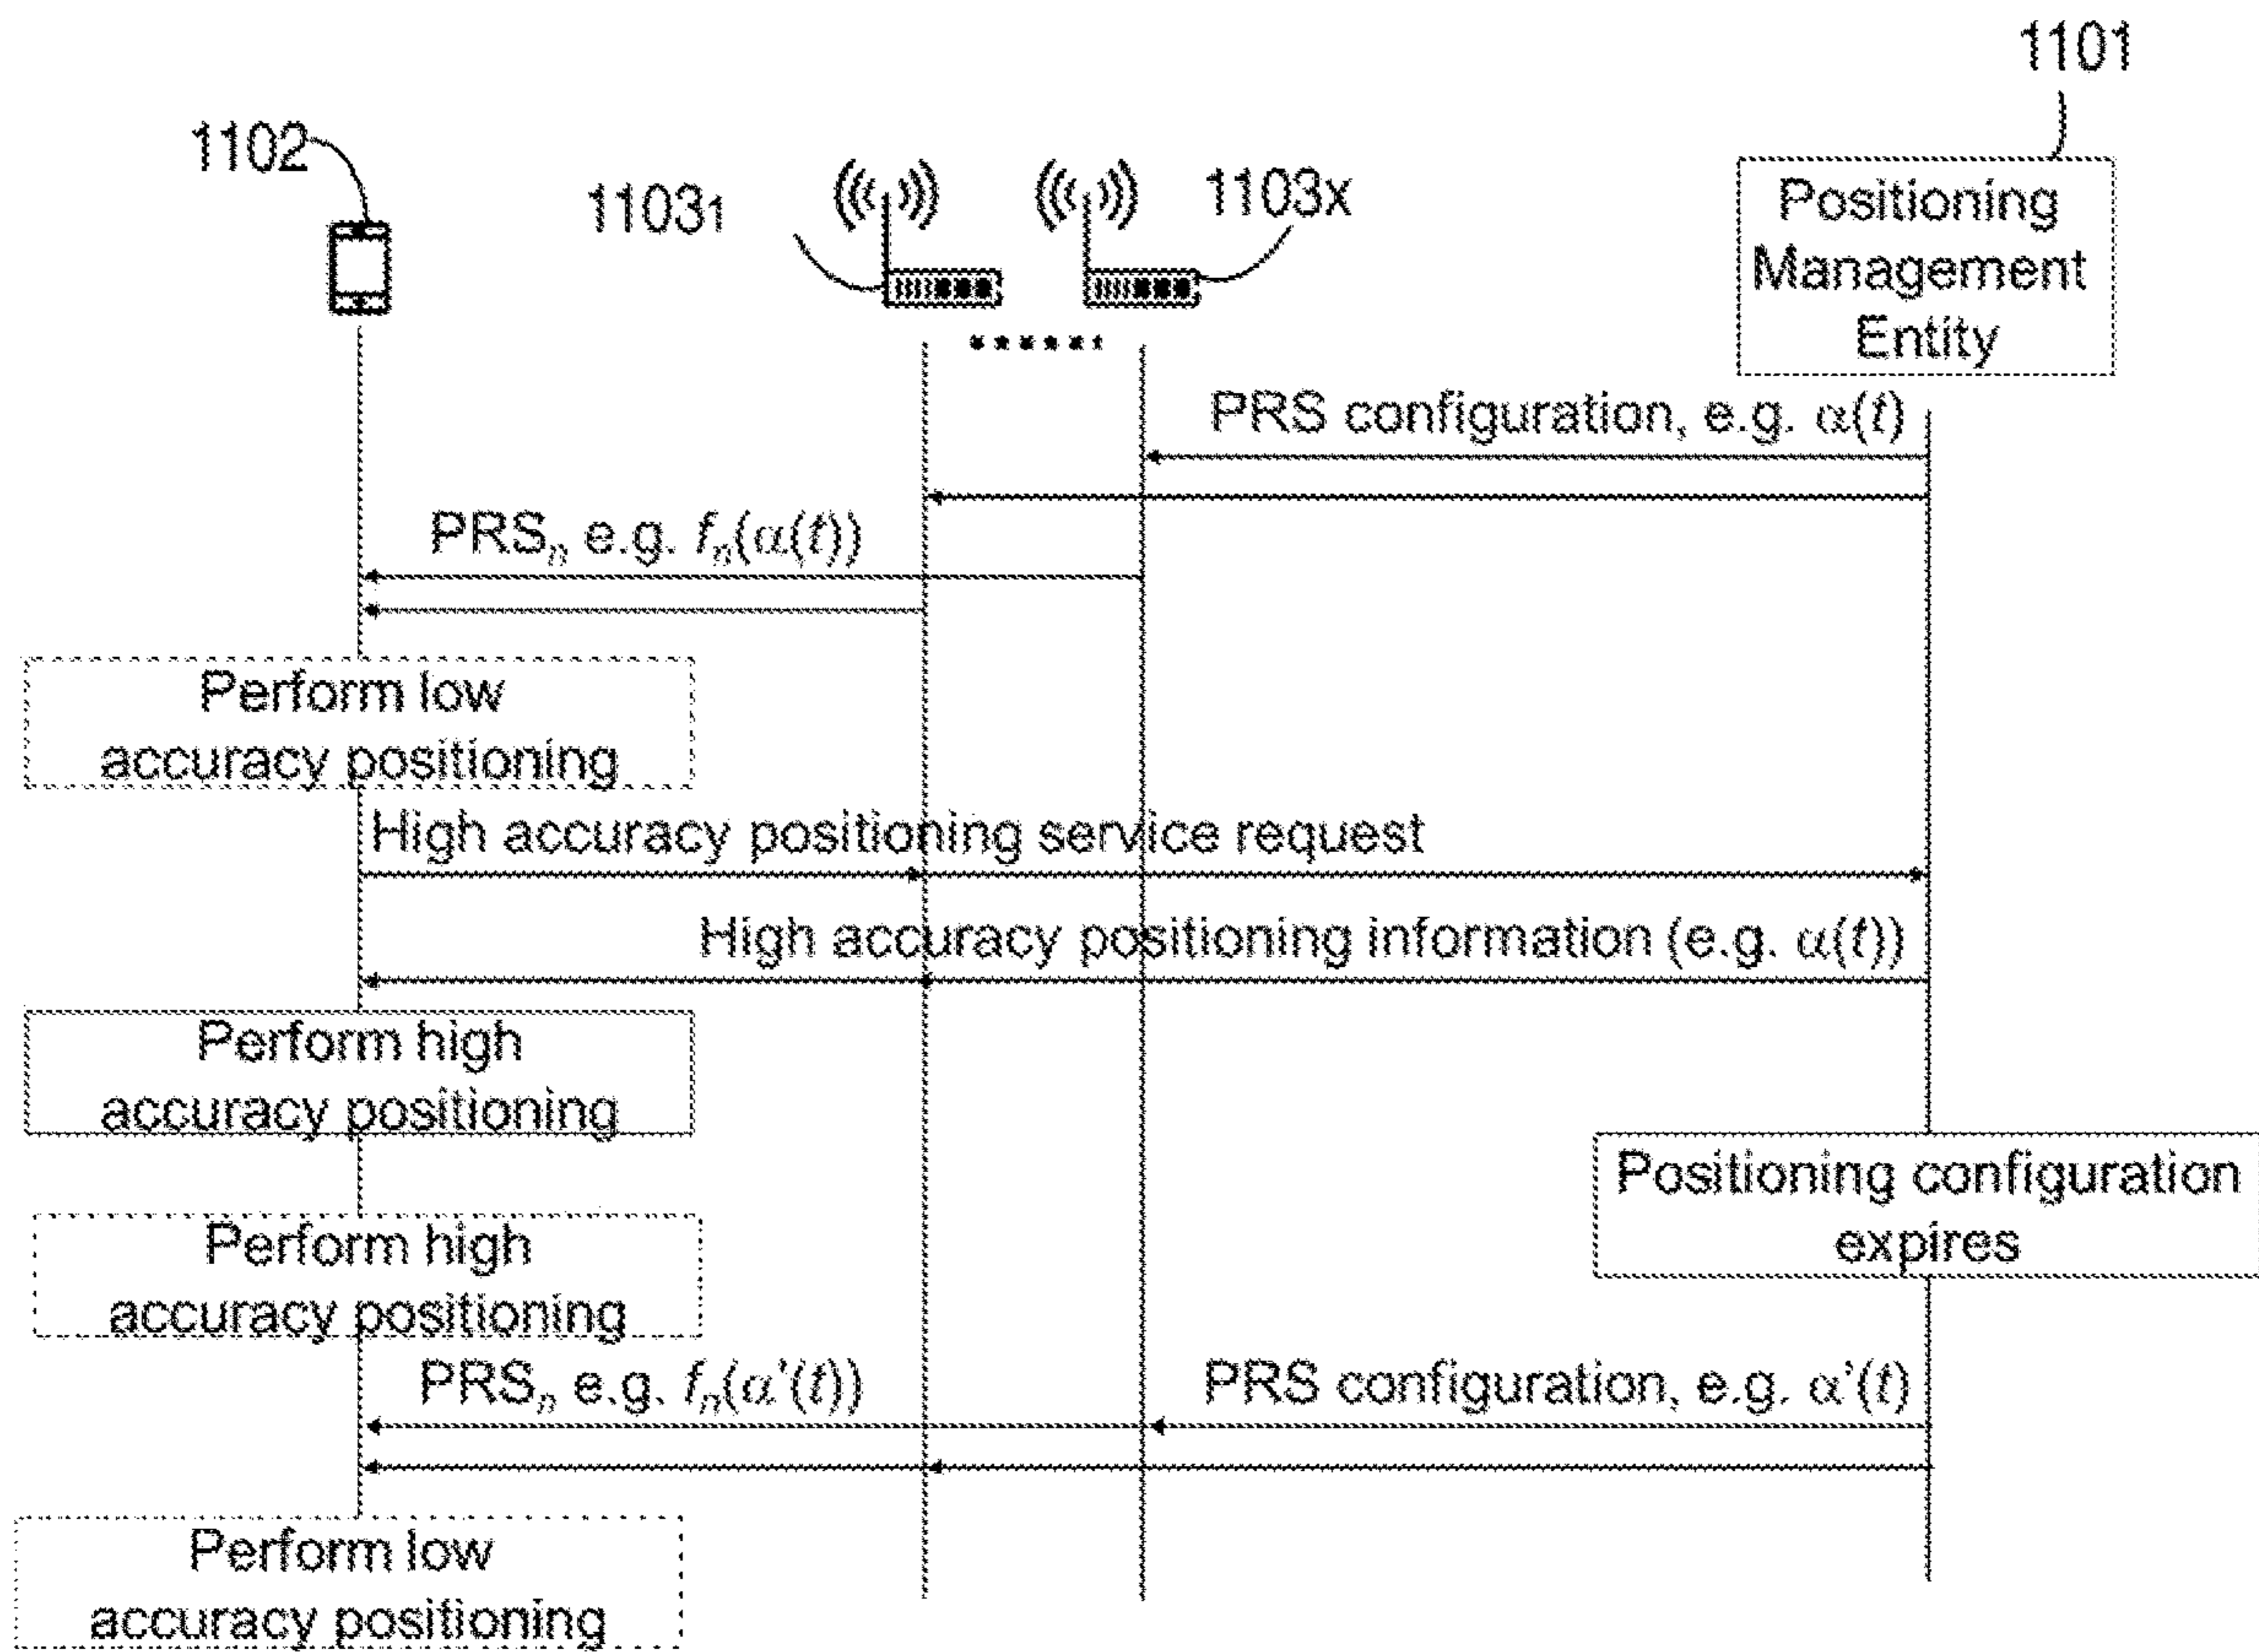 1101
1102
1103₁
1103x
Positioning
Management
Entity
PRS configuration, e.g. α(t)
PRSₙ e.g. fₙ(α(t))
Perform low
accuracy positioning
High accuracy positioning service request
High accuracy positioning information (e.g. α(t))
Perform high
accuracy positioning
Positioning configuration
expires
Perform high
accuracy positioning
PRSₙ e.g. fₙ(α'(t))
PRS configuration, e.g. α'(t)
Perform low
accuracy positioning